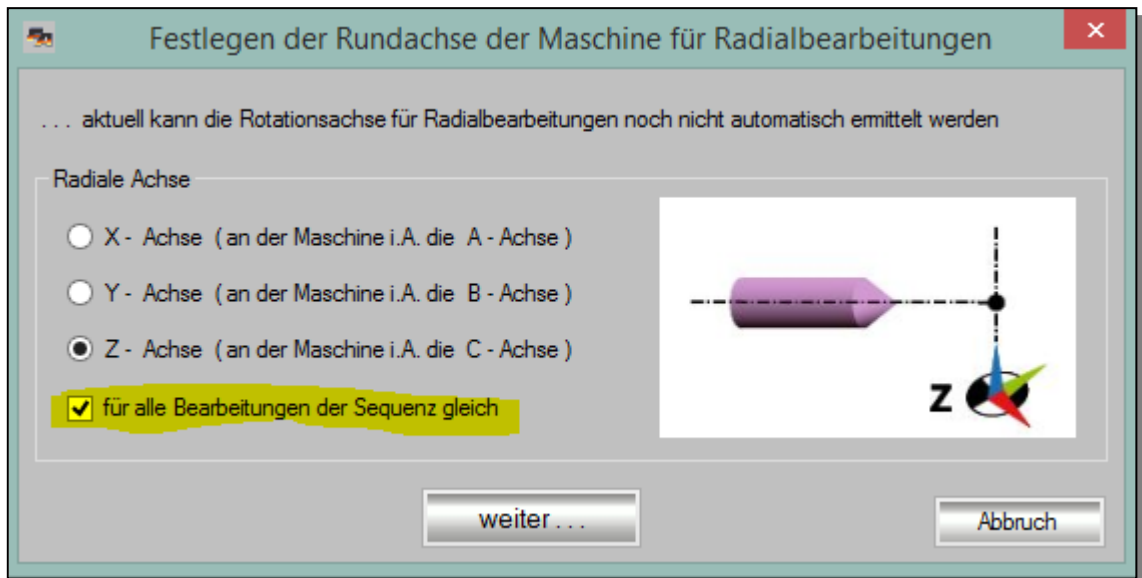 Festlegen der Rundachse der Maschine für Radialbearbeitungen
. . . aktuell kann die Rotationsachse für Radialbearbeitungen noch nicht automatisch ermittelt werden
Radiale Achse
X - Achse ( an der Maschine i.A. die A - Achse )
Y - Achse ( an der Maschine i.A. die B - Achse )
Z - Achse ( an der Maschine i.A. die C - Achse )
für alle Bearbeitungen der Sequenz gleich
Z
weiter . . .
Abbruch